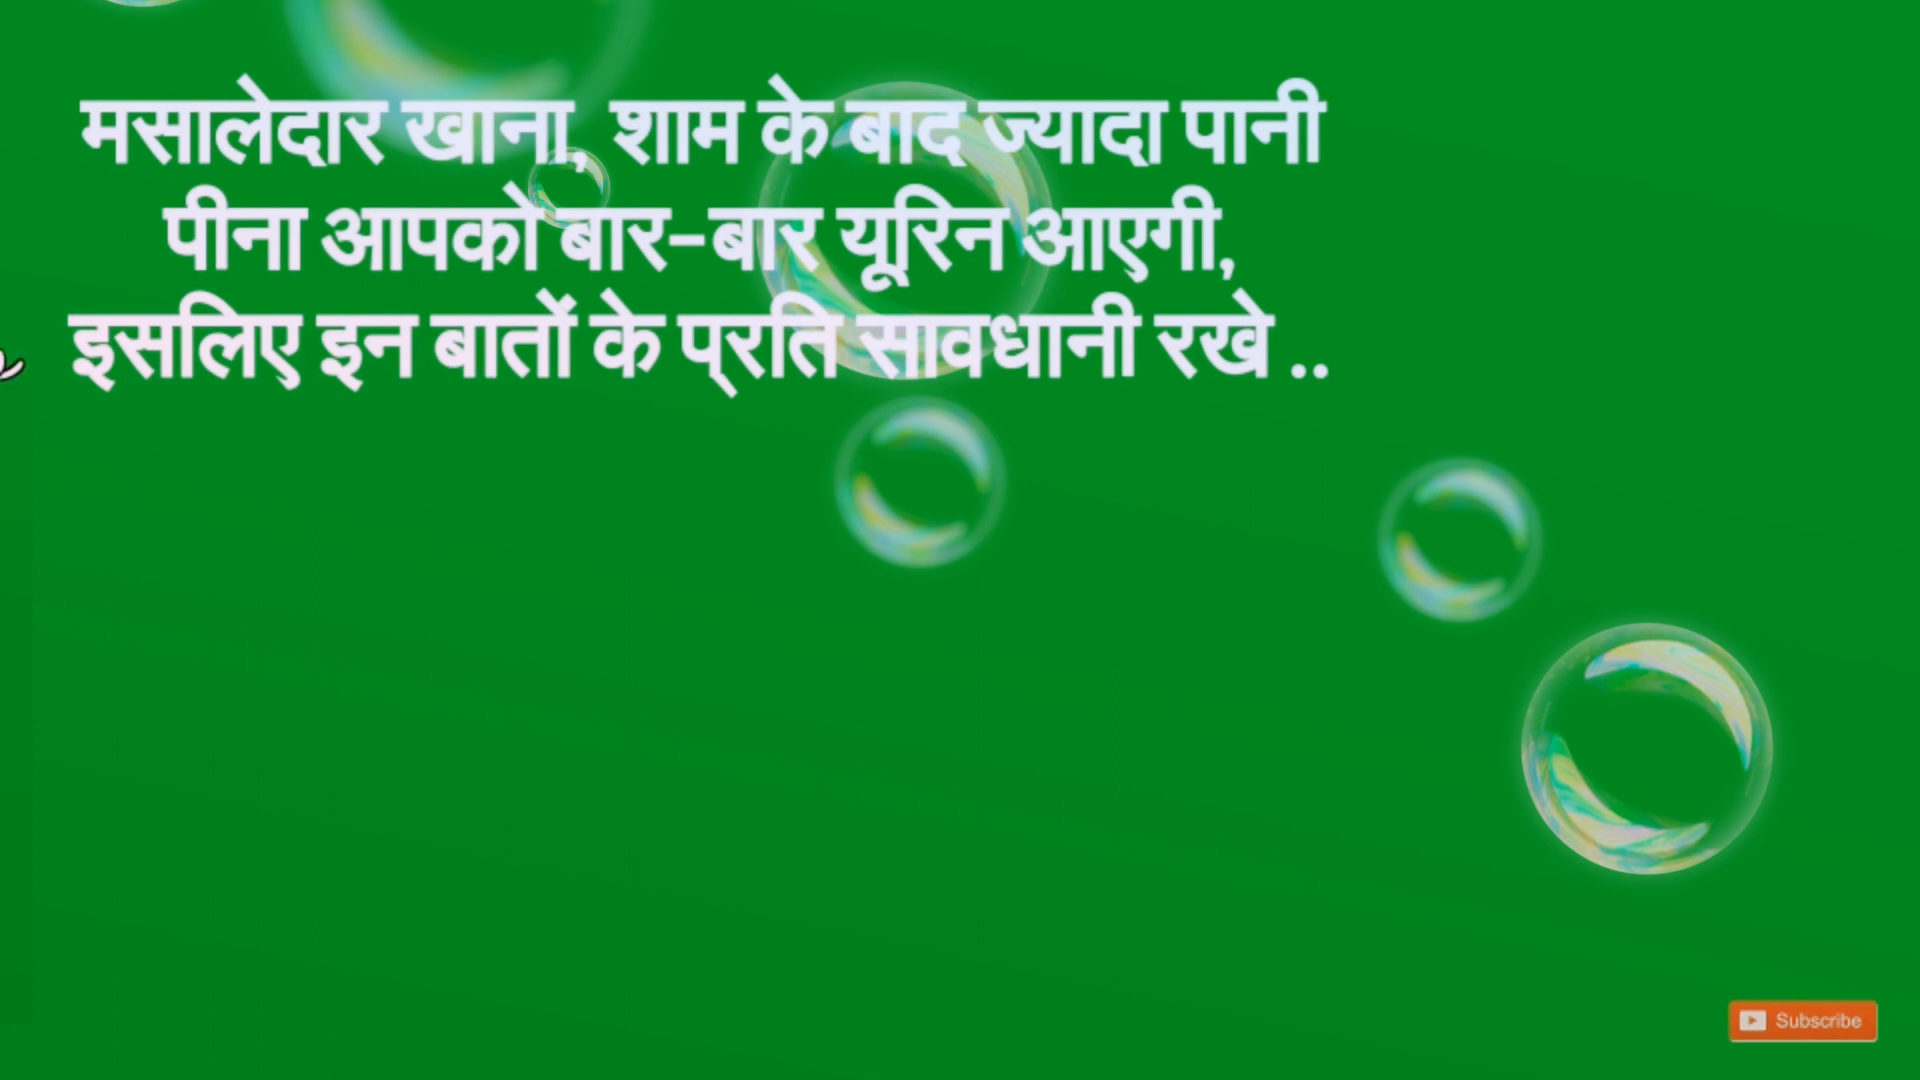 मसालेदार खाना, शाम के बाद ज्यादा पानी
पीना आपको बार-बार यूरिन आएगी,
इसलिए इन बातों के प्रति सावधानी रखे ..
Subscribe